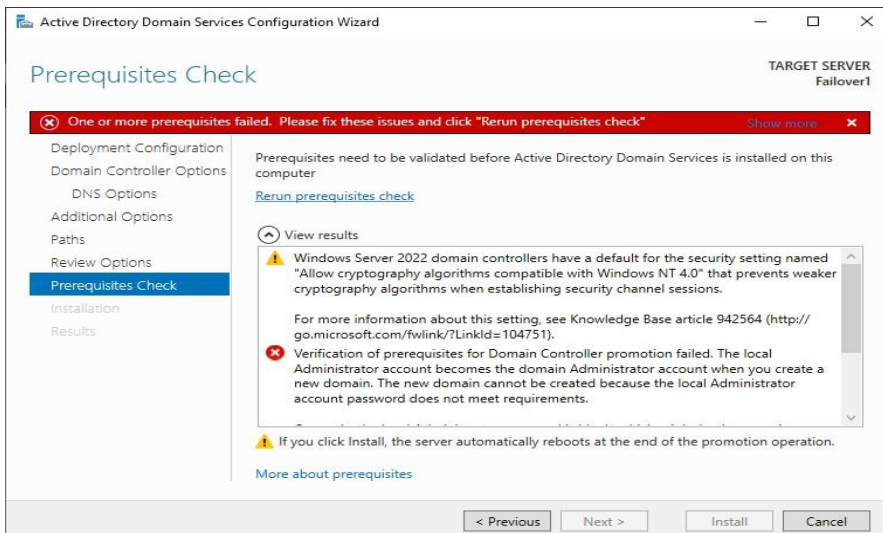 Active Directory Domain Services Configuration Wizard
Prerequisites Check
TARGET SERVER
Failover1
One or more prerequisites failed. Please fix these issues and click "Rerun prerequisites check"
Show more
Deployment Configuration
Domain Controller Options
DNS Options
Additional Options
Paths
Review Options
Prerequisites Check
Installation
Results
Prerequisites need to be validated before Active Directory Domain Services is installed on this
computer
Rerun prerequisites check
View results
Windows Server 2022 domain controllers have a default for the security setting named
"Allow cryptography algorithms compatible with Windows NT 4.0" that prevents weaker
cryptography algorithms when establishing security channel sessions.
For more information about this setting, see Knowledge Base article 942564 (http://
go.microsoft.com/fwlink/?LinkId=104751).
Verification of prerequisites for Domain Controller promotion failed. The local
Administrator account becomes the domain Administrator account when you create a
new domain. The new domain cannot be created because the local Administrator
account password does not meet requirements.
If you click Install, the server automatically reboots at the end of the promotion operation.
More about prerequisites
< Previous
Next >
Install
Cancel